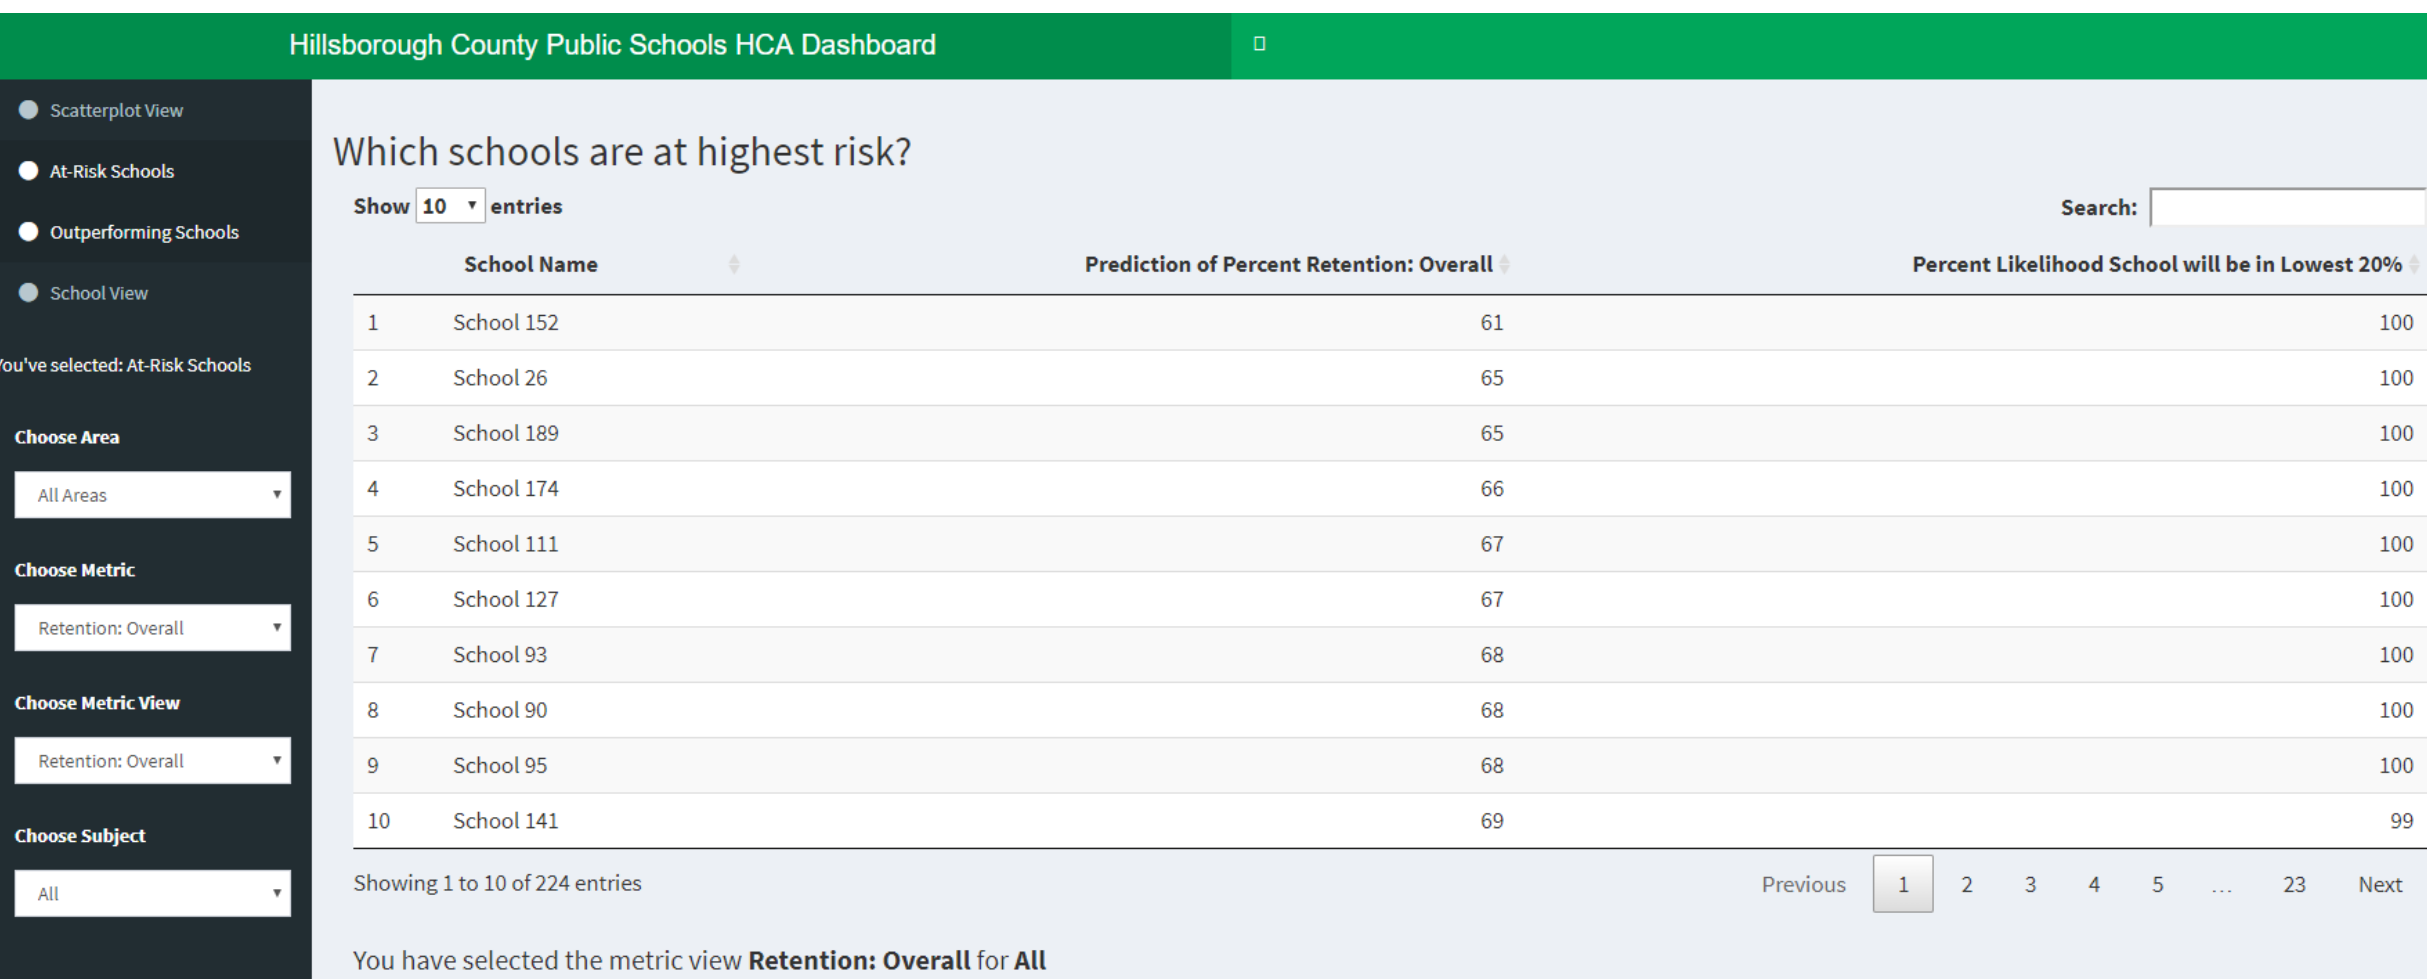 Hillsborough County Public Schools HCA Dashboard
Scatterplot View
At-Risk Schools
Outperforming Schools
School View
You've selected: At-Risk Schools
Choose Area
All Areas
Choose Metric
Retention: Overall
Choose Metric View
Retention: Overall
Choose Subject
All
Which schools are at highest risk?
Show 10 entries
Search:
School Name Prediction of Percent Retention: Overall Percent Likelihood School will be in Lowest 20%
1 School 152 61 100
2 School 26 65 100
3 School 189 65 100
4 School 174 66 100
5 School 111 67 100
6 School 127 67 100
7 School 93 68 100
8 School 90 68 100
9 School 95 68 100
10 School 141 69 99
Showing 1 to 10 of 224 entries
Previous 1 2 3 4 5 ... 23 Next
You have selected the metric view Retention: Overall for All